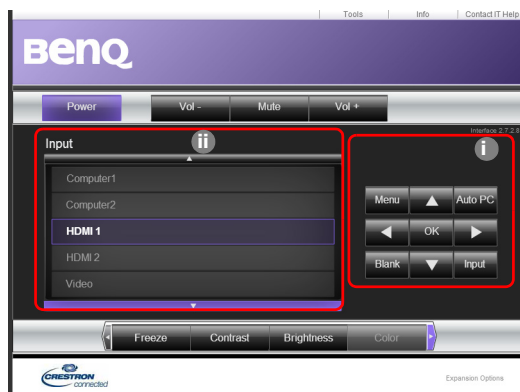 Tools Info Contact IT Help
BenQ
Power Vol - Mute Vol +
Interface 2.7.2.8
Input
ii
i
Computer1
Computer2
HDMI 1
HDMI 2
Video
Menu Auto PC
OK
Blank Input
Freeze Contrast Brightness Color
CRESTRON
connected
Expansion Options